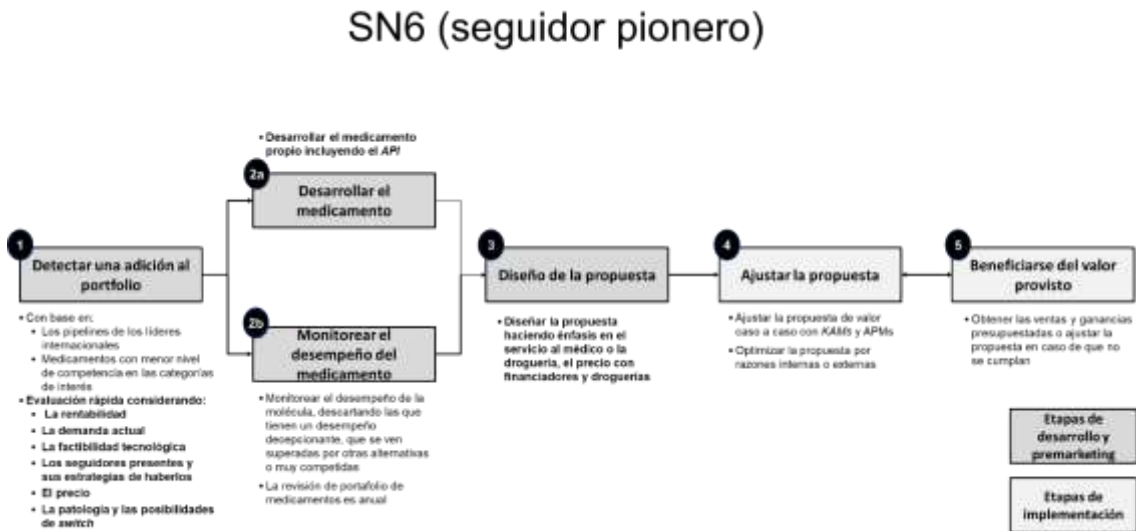 SN6 (seguidor pionero)
• Desarrollar el medicamento
propio incluyendo el API
2a
Desarrollar el
medicamento
1
Detectar una adición al
portfolio
• Con base en:
• Los pipelines de los líderes
internacionales
• Medicamentos con menor nivel
de competencia en las categorías
de interés
• Evaluación rápida considerando:
• La rentabilidad
• La demanda actual
• La factibilidad tecnológica
• Los seguidores presentes y
sus estrategias de haberlos
• El precio
• La patología y las posibilidades
de switch
2b
Monitorear el
desempeño del
medicamento
• Monitorear el desempeño de la
molécula, descartando las que
tienen un desempeño
decepcionante, que se ven
superadas por otras alternativas
o muy competidas
• La revisión de portafolio de
medicamentos es anual
3
Diseño de la propuesta
• Diseñar la propuesta
haciendo énfasis en el
servicio al médico o la
droguería, el precio con
financiadores y droguerías
4
Ajustar la propuesta
• Ajustar la propuesta de valor
caso a caso con KAMs y APMs
• Optimizar la propuesta por
razones internas o externas
5
Beneficiarse del valor
provisto
• Obtener las ventas y ganancias
presupuestadas o ajustar la
propuesta en caso de que no
se cumplan
Etapas de
desarrollo y
premarketing
Etapas de
implementación